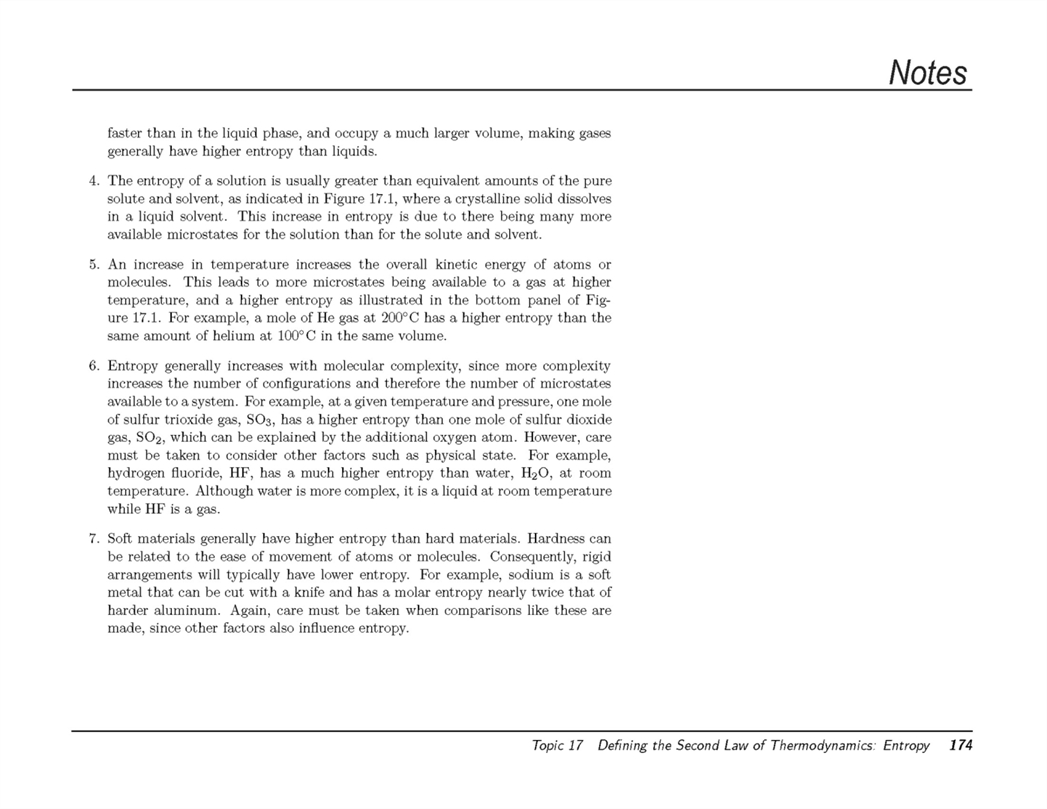 Notes
faster than in the liquid phase, and occupy a much larger volume, making gases
generally have higher entropy than liquids.
4. The entropy of a solution is usually greater than equivalent amounts of the pure
solute and solvent, as indicated in Figure 17.1, where a crystalline solid dissolves
in a liquid solvent. This increase in entropy is due to there being many more
available microstates for the solution than for the solute and solvent.
5. An increase in temperature increases the overall kinetic energy of atoms or
molecules. This leads to more microstates being available to a gas at higher
temperature, and a higher entropy as illustrated in the bottom panel of Fig-
ure 17.1. For example, a mole of He gas at 200°C has a higher entropy than the
same amount of helium at 100°C in the same volume.
6. Entropy generally increases with molecular complexity, since more complexity
increases the number of configurations and therefore the number of microstates
available to a system. For example, at a given temperature and pressure, one mole
of sulfur trioxide gas, SO₃, has a higher entropy than one mole of sulfur dioxide
gas, SO₂, which can be explained by the additional oxygen atom. However, care
must be taken to consider other factors such as physical state. For example,
hydrogen fluoride, HF, has a much higher entropy than water, H₂O, at room
temperature. Although water is more complex, it is a liquid at room temperature
while HF is a gas.
7. Soft materials generally have higher entropy than hard materials. Hardness can
be related to the ease of movement of atoms or molecules. Consequently, rigid
arrangements will typically have lower entropy. For example, sodium is a soft
metal that can be cut with a knife and has a molar entropy nearly twice that of
harder aluminum. Again, care must be taken when comparisons like these are
made, since other factors also influence entropy.
Topic 17 Defining the Second Law of Thermodynamics: Entropy 174